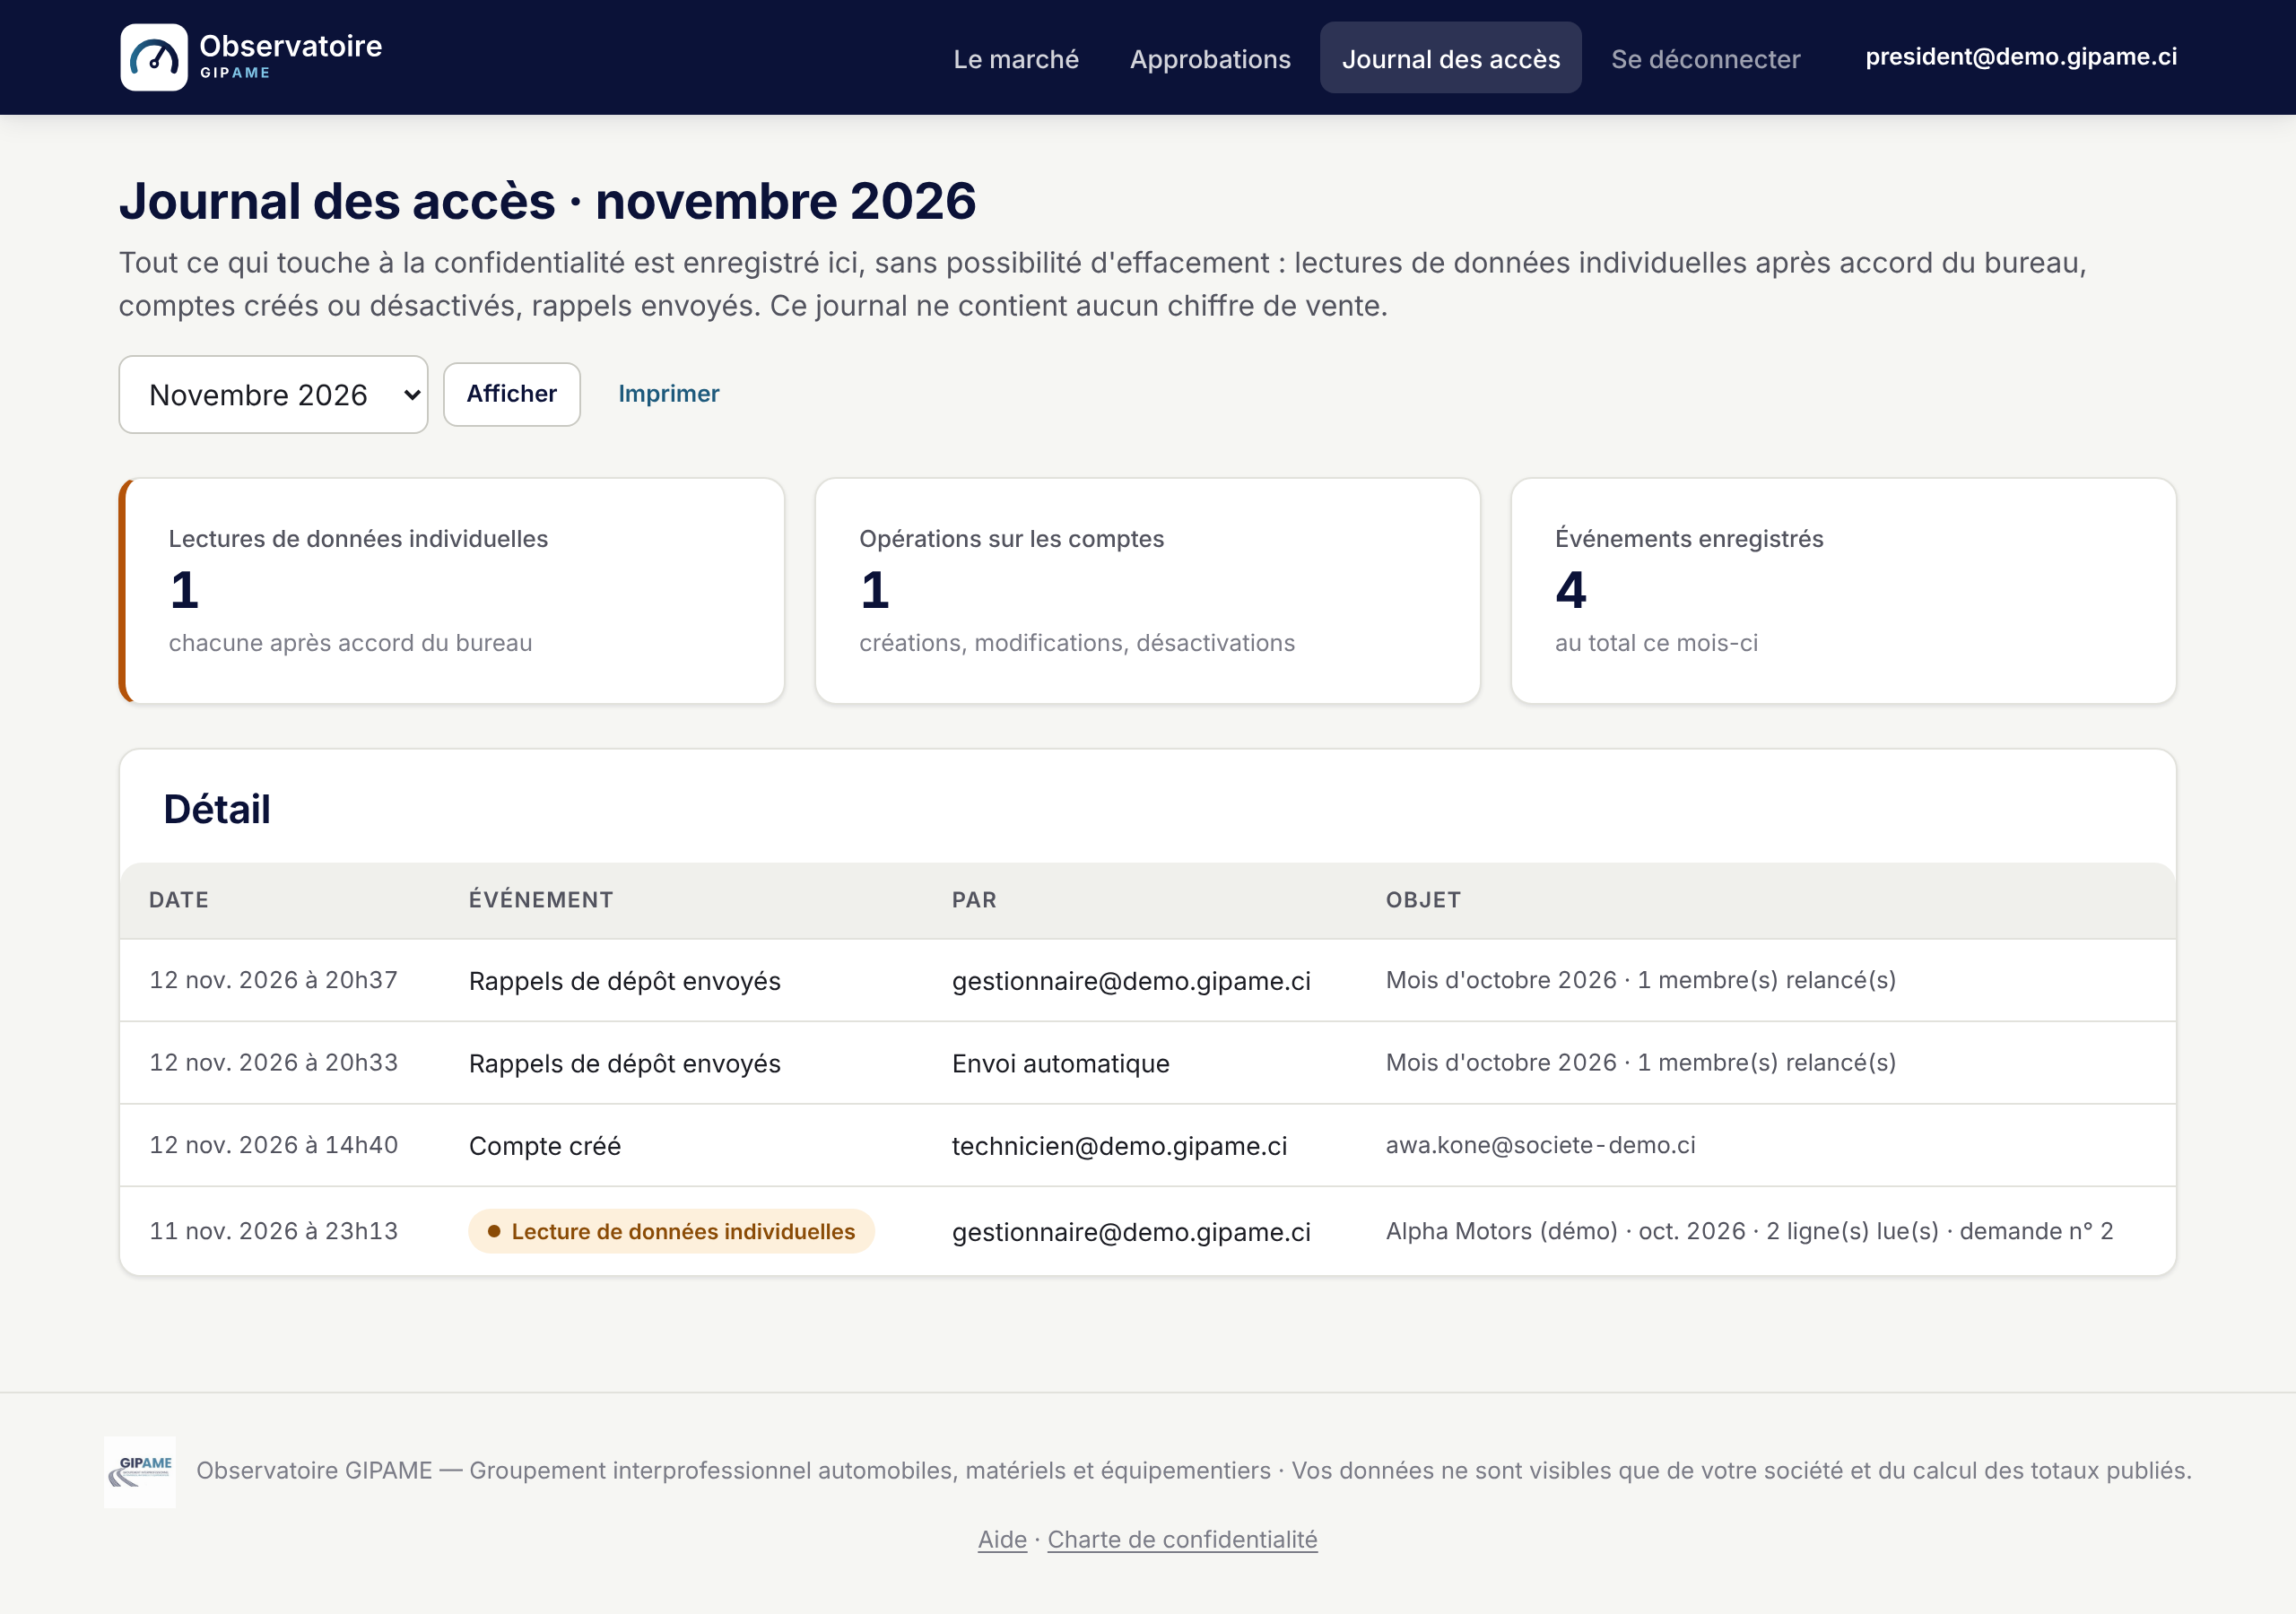 Observatoire
GIPAME
Le marché
Approbations
Journal des accès
Se déconnecter
president@demo.gipame.ci
Journal des accès · novembre 2026
Tout ce qui touche à la confidentialité est enregistré ici, sans possibilité d'effacement : lectures de données individuelles après accord du bureau,
comptes créés ou désactivés, rappels envoyés. Ce journal ne contient aucun chiffre de vente.
Novembre 2026
Afficher
Imprimer
Lectures de données individuelles
1
chacune après accord du bureau
Opérations sur les comptes
1
créations, modifications, désactivations
Événements enregistrés
4
au total ce mois-ci
Détail
DATE ÉVÉNEMENT PAR OBJET
12 nov. 2026 à 20h37 Rappels de dépôt envoyés gestionnaire@demo.gipame.ci Mois d'octobre 2026 · 1 membre(s) relancé(s)
12 nov. 2026 à 20h33 Rappels de dépôt envoyés Envoi automatique Mois d'octobre 2026 · 1 membre(s) relancé(s)
12 nov. 2026 à 14h40 Compte créé technicien@demo.gipame.ci awa.kone@societe-demo.ci
11 nov. 2026 à 23h13 Lecture de données individuelles gestionnaire@demo.gipame.ci Alpha Motors (démo) · oct. 2026 · 2 ligne(s) lue(s) · demande n° 2
GIPAME
Observatoire GIPAME — Groupement interprofessionnel automobiles, matériels et équipementiers · Vos données ne sont visibles que de votre société et du calcul des totaux publiés.
Aide · Charte de confidentialité